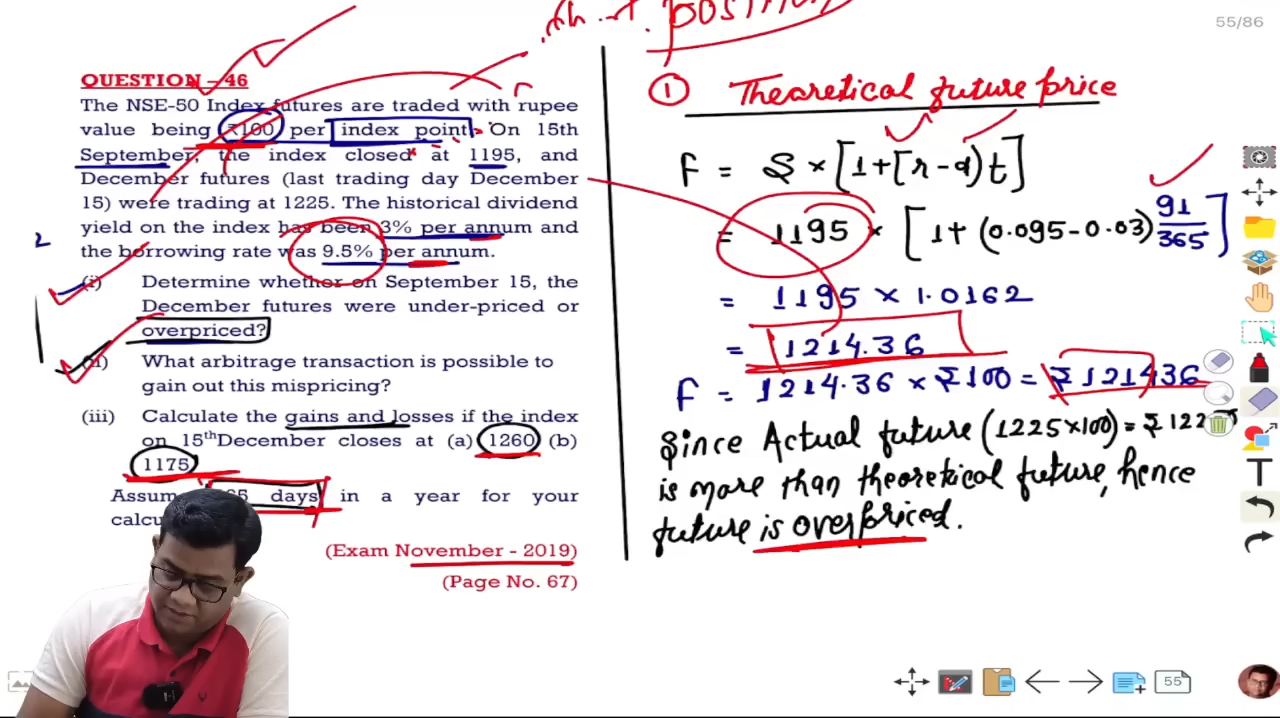 55/86
QUESTION - 46
The NSE-50 Index futures are traded with rupee
value being ₹100 per index point. On 15th
September, the index closed at 1195, and
December futures (last trading day December
15) were trading at 1225. The historical dividend
yield on the index has been 3% per annum and
the borrowing rate was 9.5% per annum.
(i) Determine whether on September 15, the
December futures were under-priced or
overpriced?
What arbitrage transaction is possible to
gain out this mispricing?
(iii) Calculate the gains and losses if the index
on 15th December closes at (a) 1260 (b)
1175
days in a year for your
(Exam November - 2019)
(Page No. 67)
position
① Theoretical future price
F = S × [1+(r-d)t]
= 1195 × [1+ (0.095-0.03) 91/365]
= 1195 × 1.0162
= 1214.36
F = 1214.36 × ₹100 = ₹121436
Since Actual future (1225×100) =
is more than theoretical future, hence
future is overpriced.
55